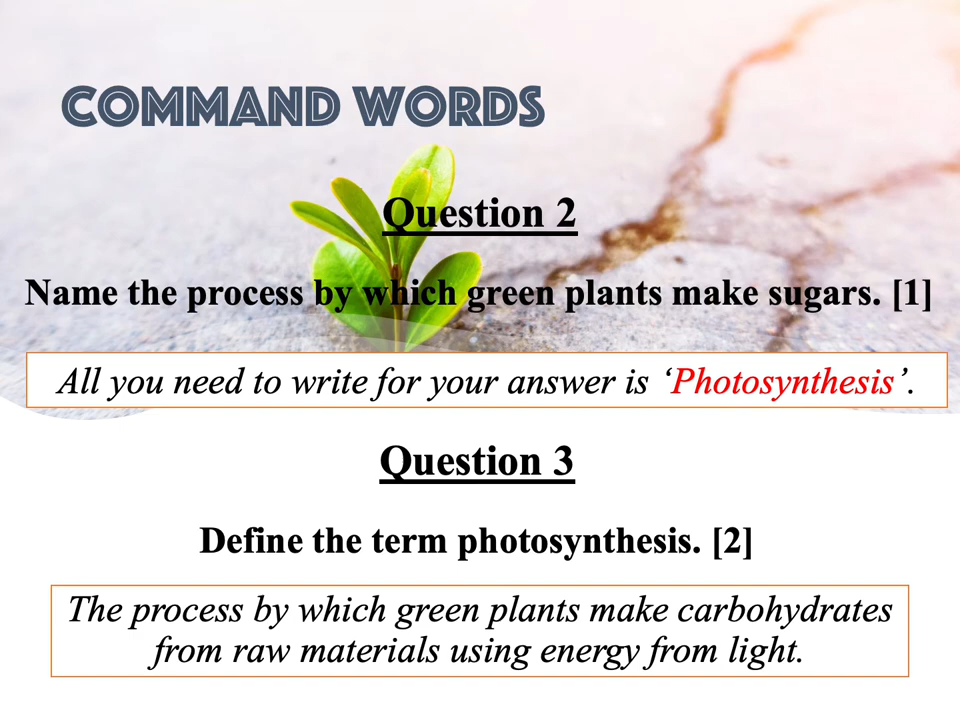 COMMAND WORDS
Question 2
Name the process by which green plants make sugars. [1]
All you need to write for your answer is ‘Photosynthesis’.
Question 3
Define the term photosynthesis. [2]
The process by which green plants make carbohydrates
from raw materials using energy from light.